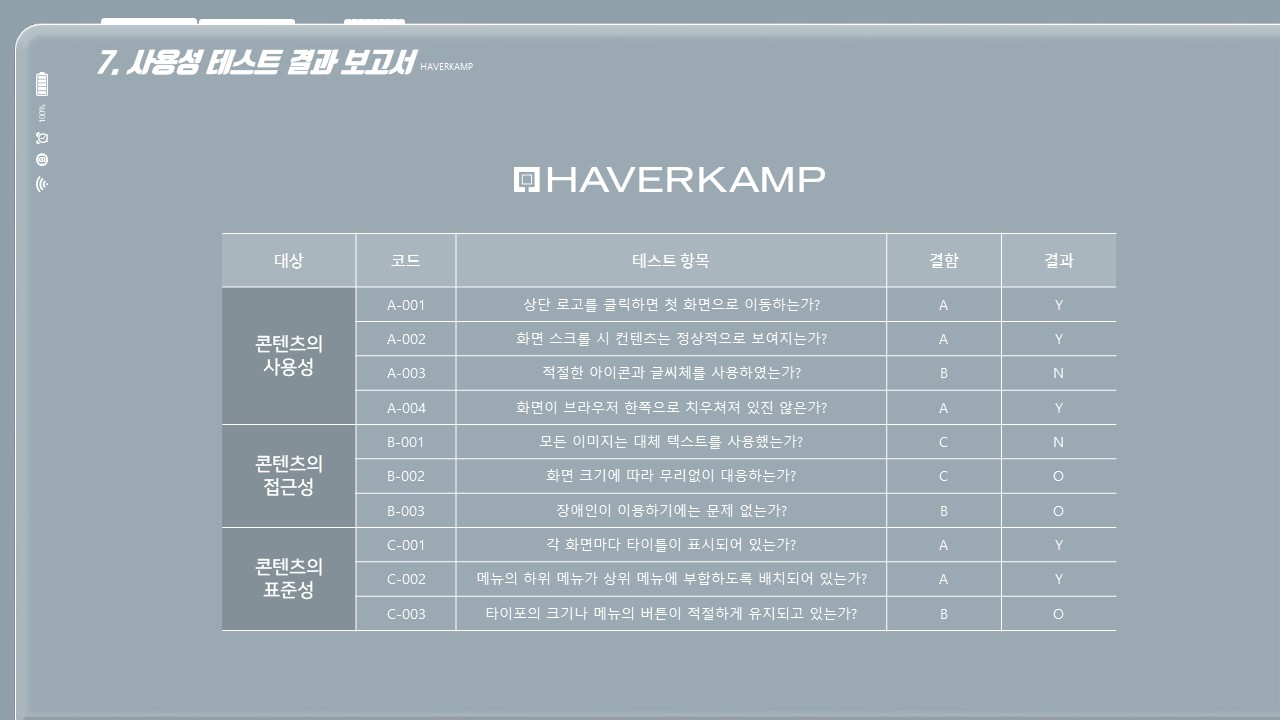 7. 사용성 테스트 결과 보고서 HAVERKAMP
100%
HAVERKAMP
대상 코드 테스트 항목 결함 결과
콘텐츠의
사용성
A-001 상단 로고를 클릭하면 첫 화면으로 이동하는가? A Y
A-002 화면 스크롤 시 컨텐츠는 정상적으로 보여지는가? A Y
A-003 적절한 아이콘과 글씨체를 사용하였는가? B N
A-004 화면이 브라우저 한쪽으로 치우쳐져 있진 않은가? A Y
콘텐츠의
접근성
B-001 모든 이미지는 대체 텍스트를 사용했는가? C N
B-002 화면 크기에 따라 무리없이 대응하는가? C O
B-003 장애인이 이용하기에는 문제 없는가? B O
콘텐츠의
표준성
C-001 각 화면마다 타이틀이 표시되어 있는가? A Y
C-002 메뉴의 하위 메뉴가 상위 메뉴에 부합하도록 배치되어 있는가? A Y
C-003 타이포의 크기나 메뉴의 버튼이 적절하게 유지되고 있는가? B O